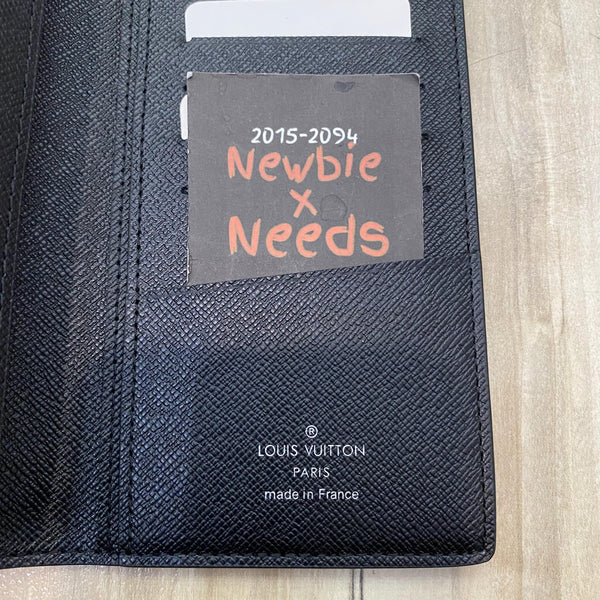 2015-2094
Newbie
x
Needs
®
LOUIS VUITTON
PARIS
made in France